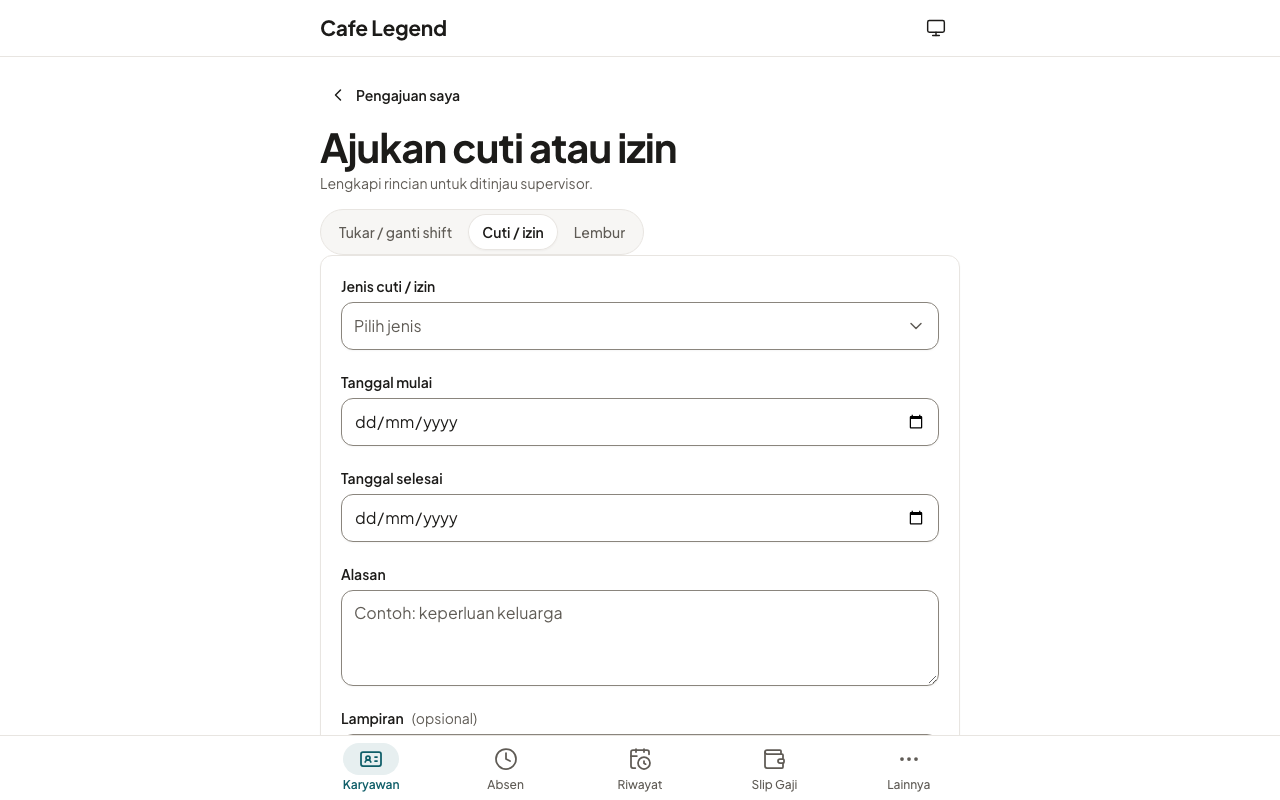 Cafe Legend
Pengajuan saya
Ajukan cuti atau izin
Lengkapi rincian untuk ditinjau supervisor.
Tukar / ganti shift Cuti / izin Lembur
Jenis cuti / izin
Pilih jenis
Tanggal mulai
dd/mm/yyyy
Tanggal selesai
dd/mm/yyyy
Alasan
Contoh: keperluan keluarga
Lampiran (opsional)
Karyawan Absen Riwayat Slip Gaji Lainnya